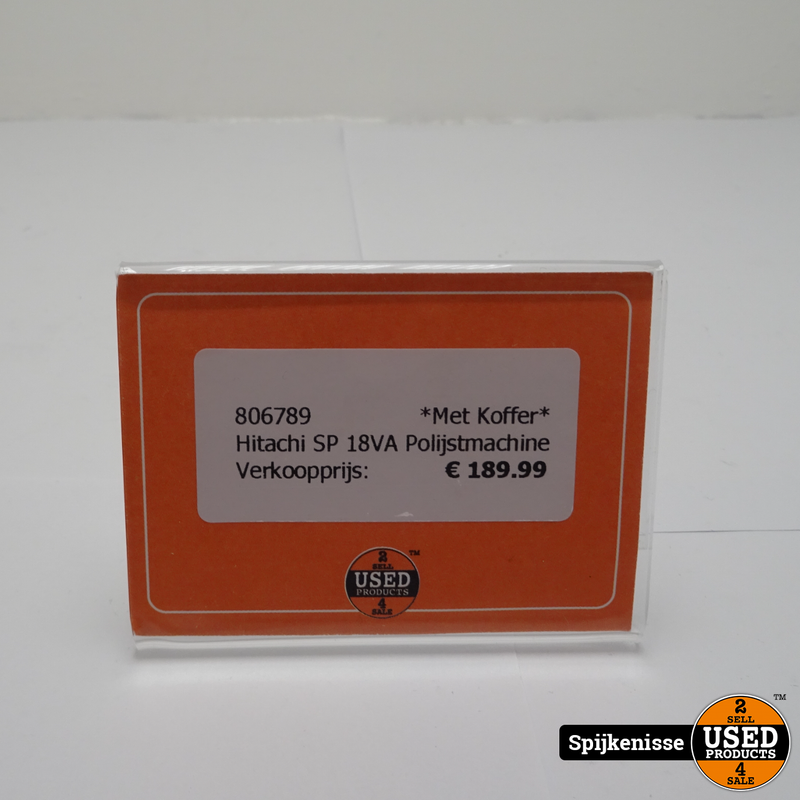 806789 *Met Koffer*
Hitachi SP 18VA Polijstmachine
Verkoopprijs: € 189.99
2
SELL
USED
PRODUCTS
4
SALE
TM
Spijkenisse
2
SELL
USED
PRODUCTS
4
SALE
TM